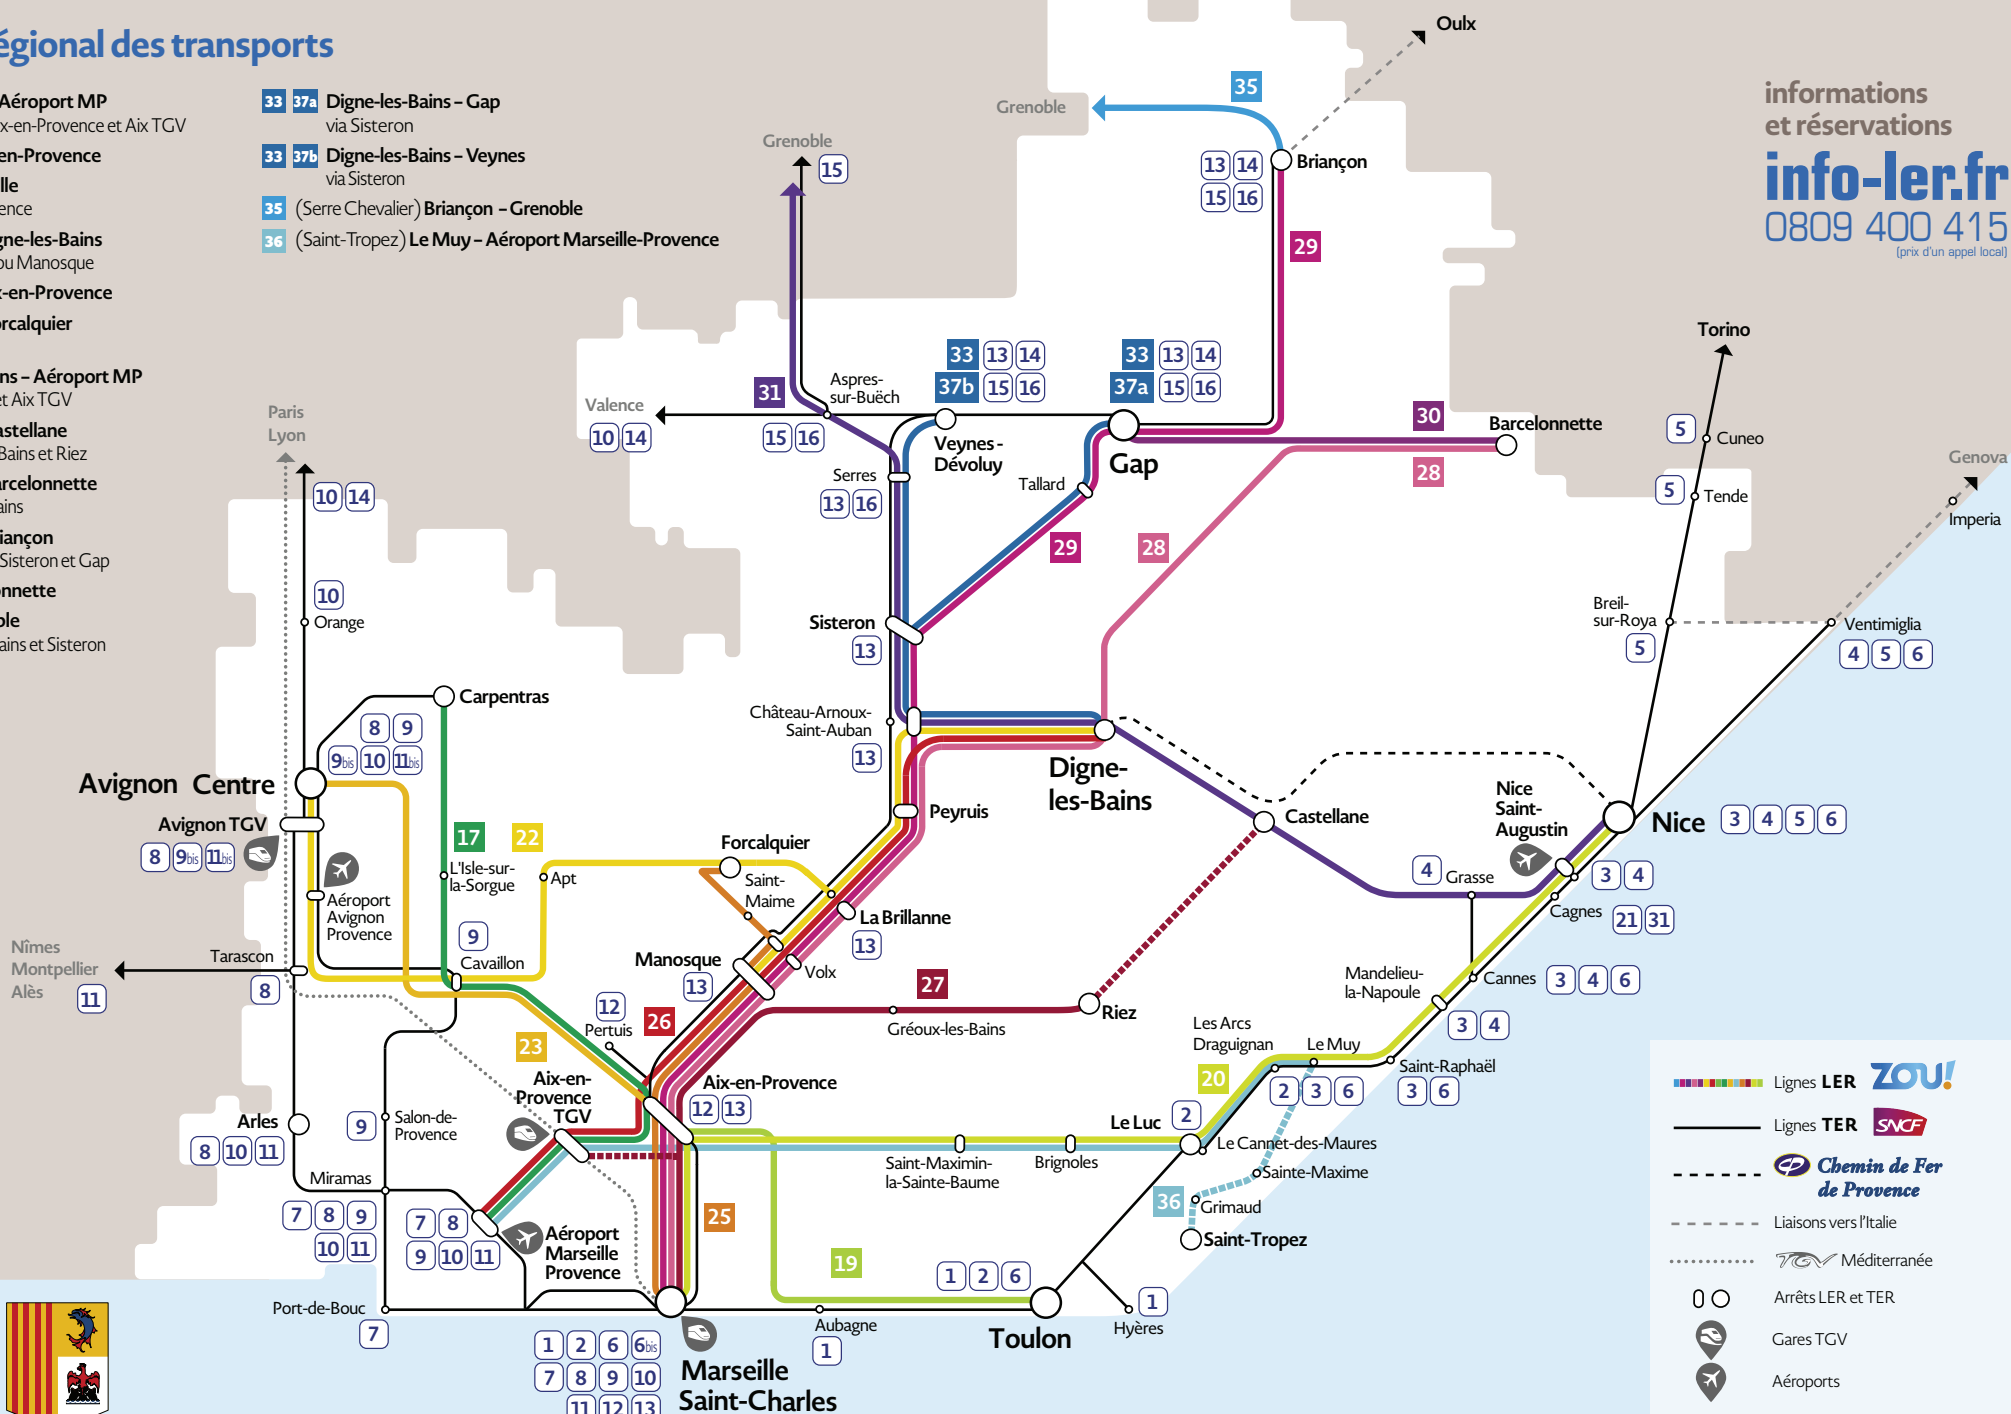 égional des transports
Aéroport MP
x-en-Provence et Aix TGV
en-Provence
lle
ence
gne-les-Bains
ou Manosque
x-en-Provence
orcalquier
ns – Aéroport MP
et Aix TGV
astellane
Bains et Riez
arcelonnette
ains
iançon
Sisteron et Gap
onnette
ble
ains et Sisteron
33 37a Digne-les-Bains – Gap
via Sisteron
33 37b Digne-les-Bains – Veynes
via Sisteron
35 (Serre Chevalier) Briançon – Grenoble
36 (Saint-Tropez) Le Muy – Aéroport Marseille-Provence
informations
et réservations
info-ler.fr
0809 400 415
(prix d'un appel local)
Oulx
35
Grenoble
Grenoble
15
13 14
15 16
Briançon
29
Torino
33 13 14
37b 15 16
33 13 14
37a 15 16
31
Aspres-
sur-Buëch
Valence
10 14
15 16
Veynes-
Dévoluy
Gap
30
Barcelonnette
28
5
Cuneo
5
Tende
Genova
Imperia
Paris
Lyon
10 14
Serres
13 16
Tallard
29
28
10
Orange
Sisteron
13
Breil-
sur-Roya
5
Ventimiglia
4 5 6
Carpentras
8 9
9bis 10 11bis
Château-Arnoux-
Saint-Auban
13
Avignon Centre
Digne-
les-Bains
Nice
Saint-
Augustin
Castellane
Nice
3 4 5 6
Avignon TGV
8 9bis 11bis
17
22
Peyruis
Forcalquier
L'Isle-sur-
la-Sorgue
Apt
Saint-
Maime
4
Grasse
3 4
Aéroport
Avignon
Provence
La Brillanne
13
Cagnes
21 31
9
Cavaillon
Nîmes
Montpellier
Alès
11
Tarascon
8
Manosque
13
Volx
27
Mandelieu-
la-Napoule
Cannes
3 4 6
12
Pertuis
26
Gréoux-les-Bains
Riez
3 4
23
Les Arcs
Draguignan
Le Muy
Aix-en-
Provence
TGV
Aix-en-Provence
12 13
20
2 3 6
Saint-Raphaël
3 6
Lignes LER ZOU!
Arles
8 10 11
9
Salon-de-
Provence
Le Luc
2
Lignes TER SNCF
Le Cannet-des-Maures
Saint-Maximin-
la-Sainte-Baume
Brignoles
Sainte-Maxime
Chemin de Fer
de Provence
Miramas
7 8 9
10 11
7 8
9 10 11
36
Grimaud
25
Liaisons vers l'Italie
Aéroport
Marseille
Provence
Saint-Tropez
TGV Méditerranée
19
1 2 6
Arrêts LER et TER
Port-de-Bouc
7
Aubagne
1
Toulon
1
Hyères
Gares TGV
1 2 6 6bis
7 8 9 10
11 12 13
Marseille
Saint-Charles
Aéroports